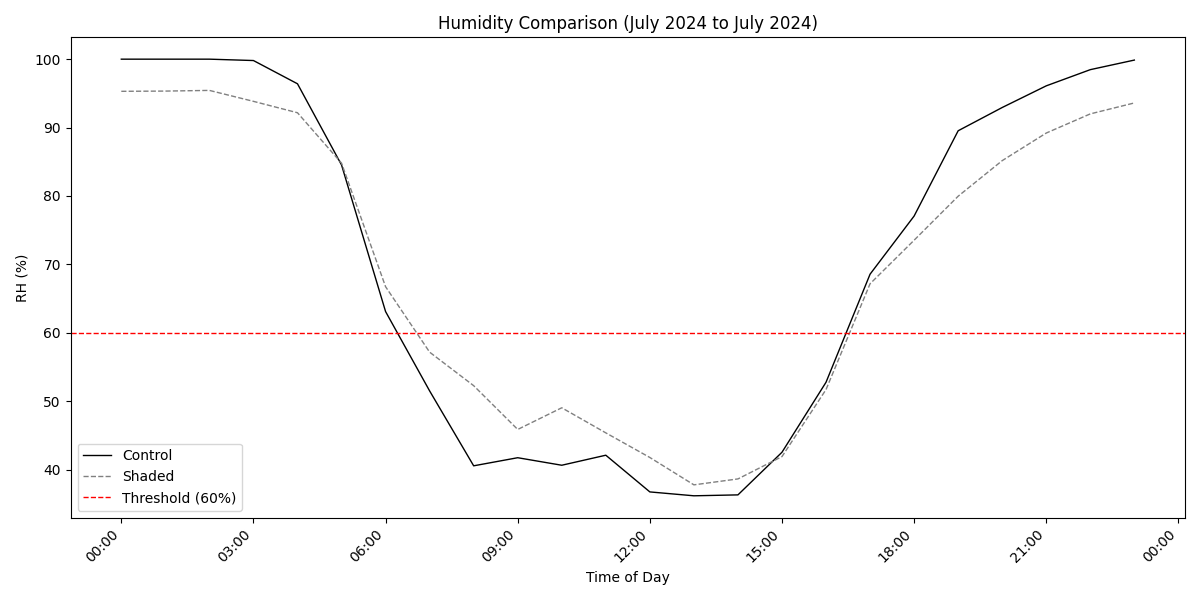 Humidity Comparison (July 2024 to July 2024)
RH (%)
100
90
80
70
60
50
40
Control
Shaded
Threshold (60%)
00:00
03:00
06:00
09:00
12:00
15:00
18:00
21:00
00:00
Time of Day